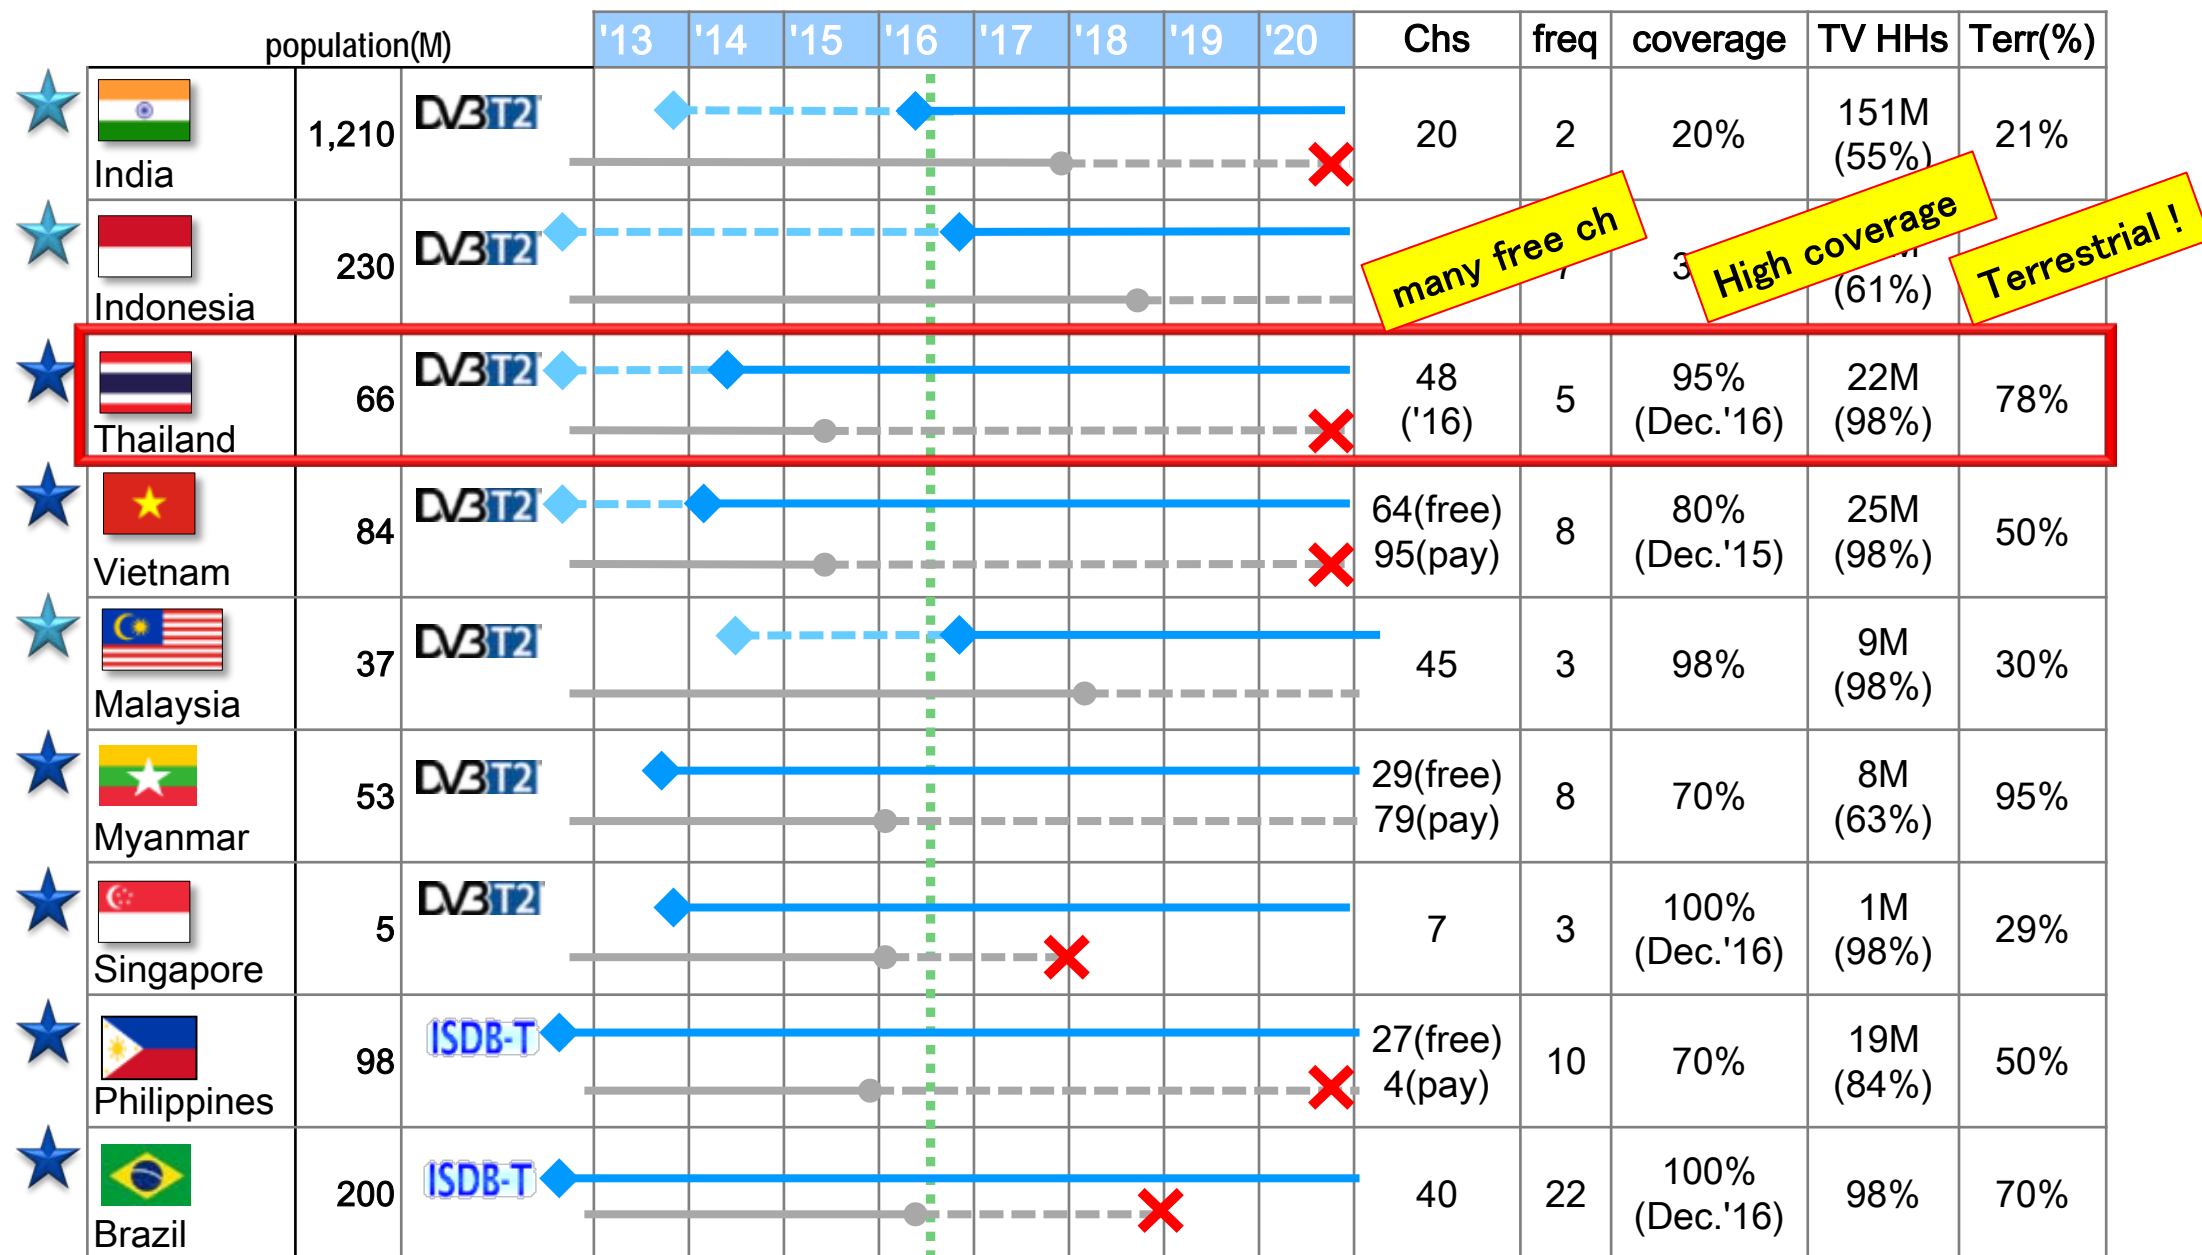 population(M) '13 '14 '15 '16 '17 '18 '19 '20 Chs freq coverage TV HHs Terr(%)
India 1,210 DVB T2 20 2 20% 151M (55%) 21%
Indonesia 230 DVB T2 (61%)
many free ch
High coverage
Terrestrial !
Thailand 66 DVB T2 48 ('16) 5 95% (Dec.'16) 22M (98%) 78%
Vietnam 84 DVB T2 64(free) 95(pay) 8 80% (Dec.'15) 25M (98%) 50%
Malaysia 37 DVB T2 45 3 98% 9M (98%) 30%
Myanmar 53 DVB T2 29(free) 79(pay) 8 70% 8M (63%) 95%
Singapore 5 DVB T2 7 3 100% (Dec.'16) 1M (98%) 29%
Philippines 98 ISDB-T 27(free) 4(pay) 10 70% 19M (84%) 50%
Brazil 200 ISDB-T 40 22 100% (Dec.'16) 98% 70%